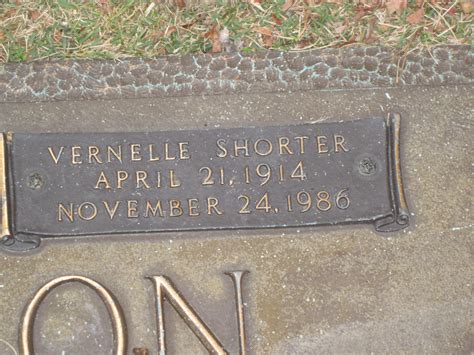 VERNELLE SHORTER
APRIL 21, 1914
NOVEMBER 24, 1986
ON